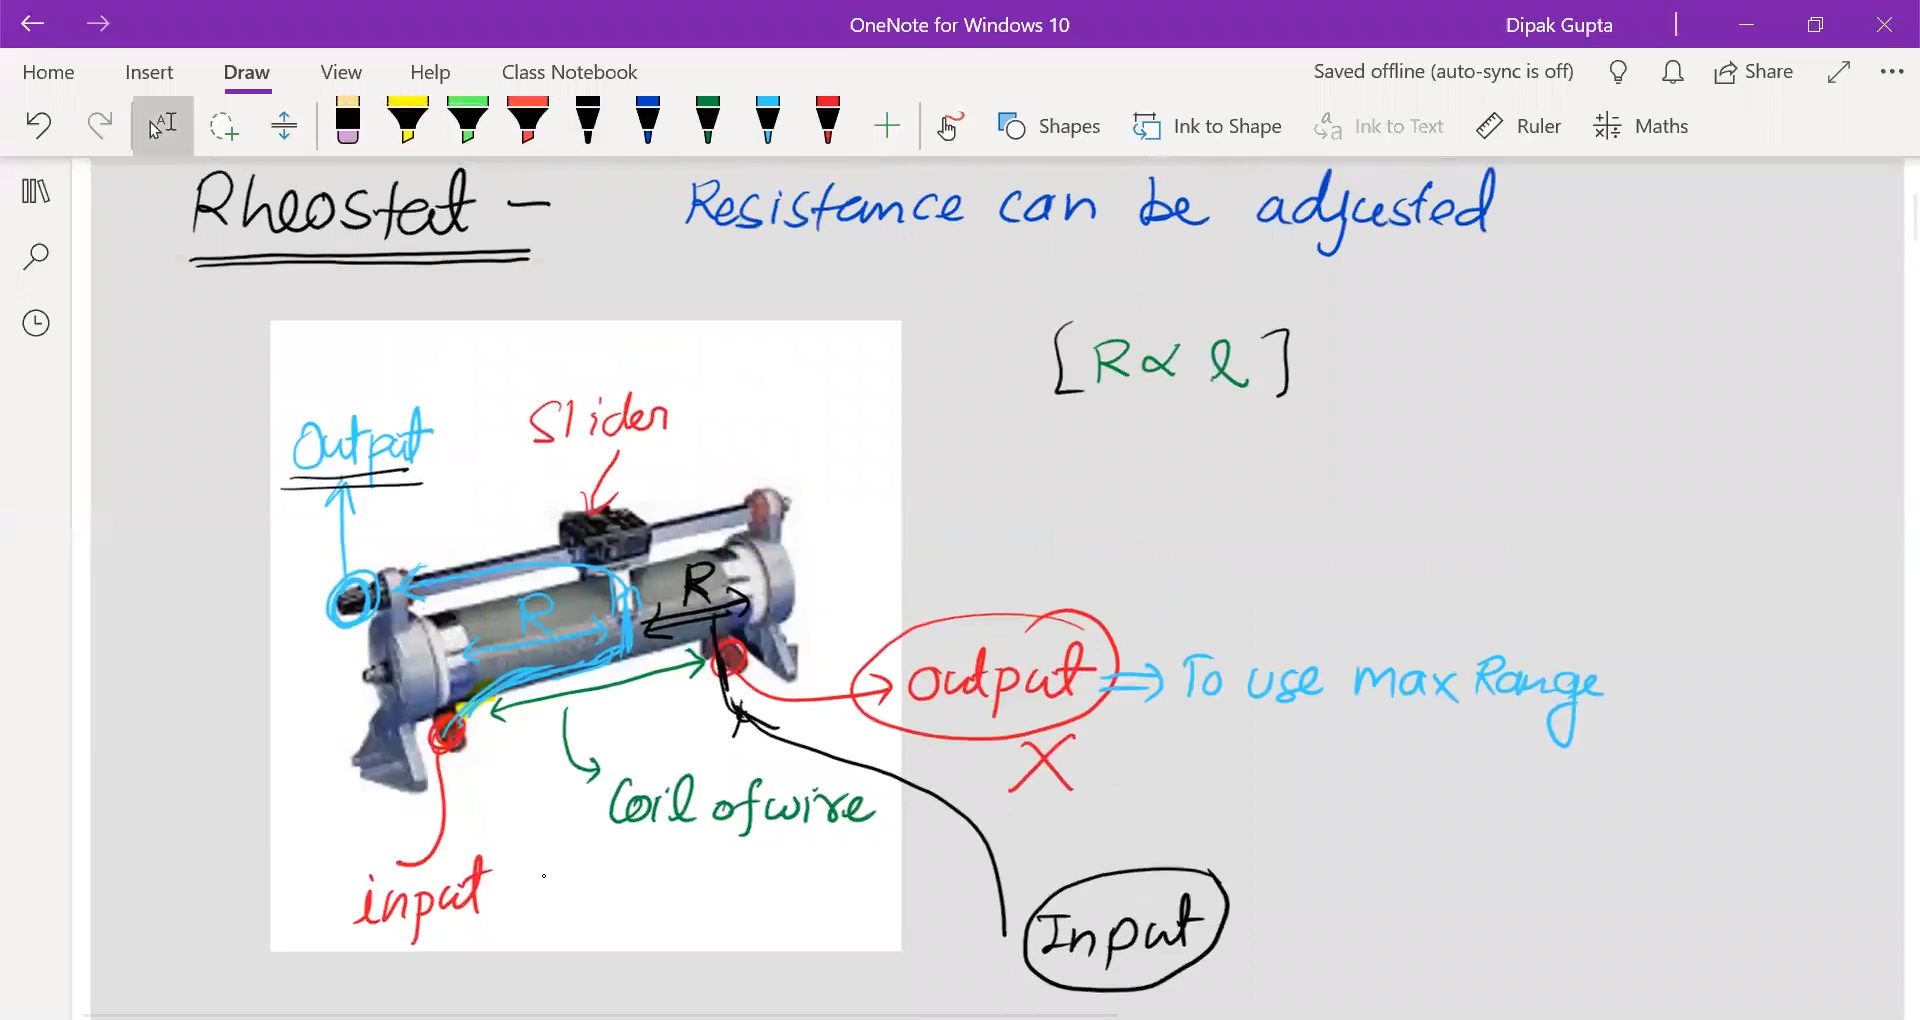 OneNote for Windows 10
Dipak Gupta
Home Insert Draw View Help Class Notebook
Saved offline (auto-sync is off) Share
Shapes Ink to Shape Ink to Text Ruler Maths
Rheostat - Resistance can be adjusted
[R ∝ l]
Output
Slider
R
R
output ⇒ To use max Range
X
Coil of wire
input
Input